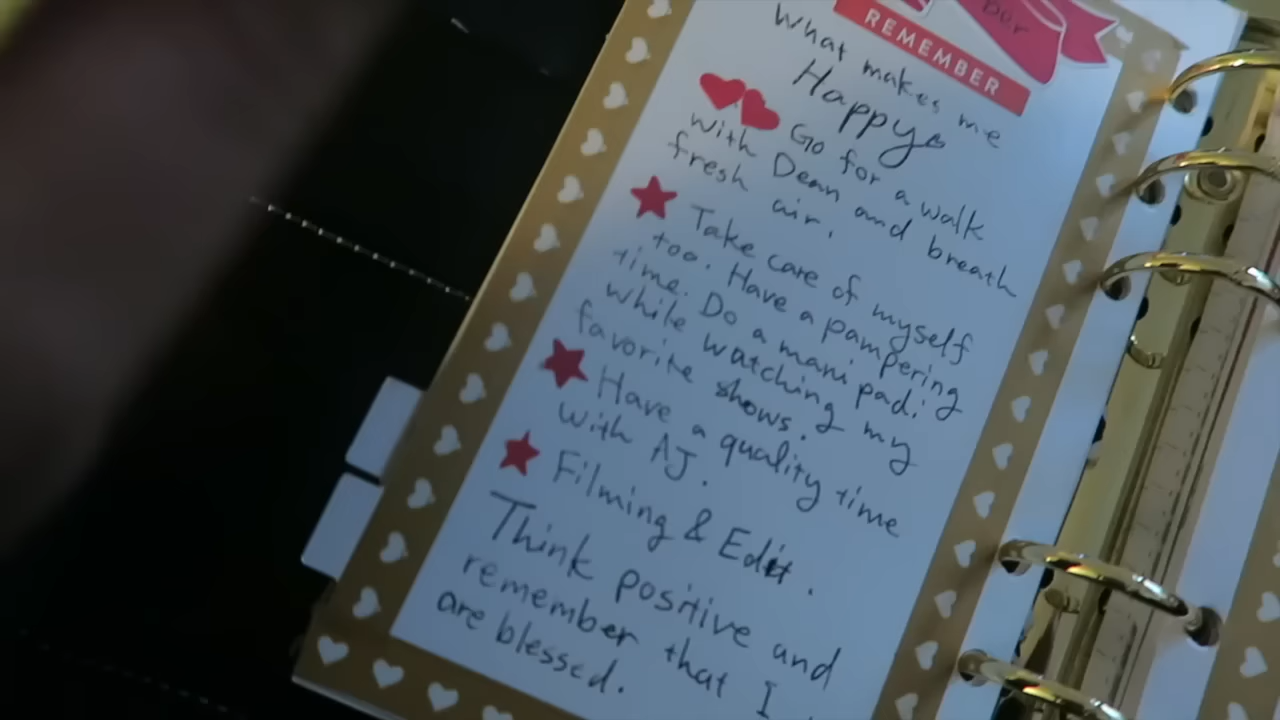 OUR
REMEMBER
What makes me
Happy
Go for a walk
with Dean and breath
fresh air.
Take care of myself
too. Have a pampering
time. Do a mani padi
while watching my
favorite shows.
Have a quality time
with AJ.
Filming & Edit.
Think positive and
remember that I
are blessed.